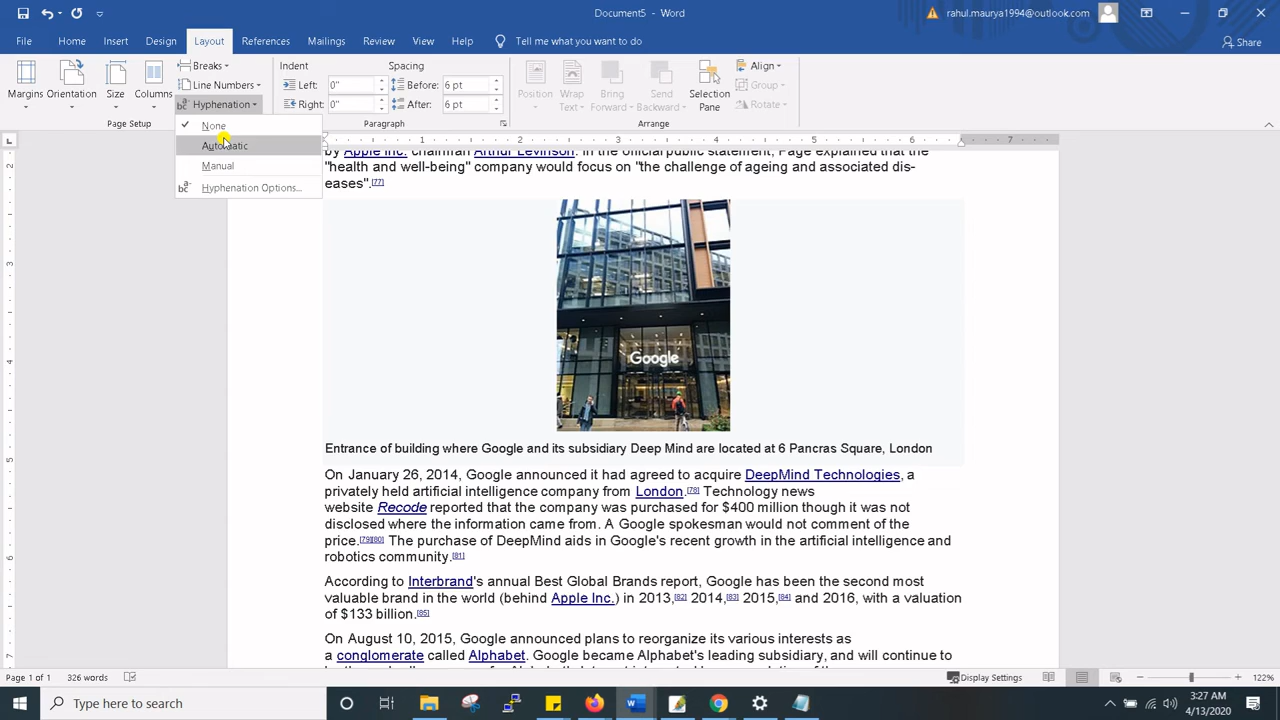 Document5 - Word
rahul.maurya1994@outlook.com
File Home Insert Design Layout References Mailings Review View Help Tell me what you want to do Share
Margins
Orientation
Size
Columns
Breaks
Line Numbers
Hyphenation
Page Setup
Indent
Left: 0"
Right: 0"
Spacing
Before: 6 pt
After: 6 pt
Paragraph
Position
Wrap Text
Bring Forward
Send Backward
Selection Pane
Align
Group
Rotate
Arrange
None
Automatic
Manual
Hyphenation Options...
1 2 3 4 5 6 7
2
3
4
5
6
7
by Apple Inc. chairman Arthur Levinson. In the official public statement, Page explained that the
"health and well-being" company would focus on "the challenge of ageing and associated dis-
eases".[77]
Google
Entrance of building where Google and its subsidiary Deep Mind are located at 6 Pancras Square, London
On January 26, 2014, Google announced it had agreed to acquire DeepMind Technologies, a
privately held artificial intelligence company from London.[78] Technology news
website Recode reported that the company was purchased for $400 million though it was not
disclosed where the information came from. A Google spokesman would not comment of the
price.[79][80] The purchase of DeepMind aids in Google's recent growth in the artificial intelligence and
robotics community.[81]
According to Interbrand's annual Best Global Brands report, Google has been the second most
valuable brand in the world (behind Apple Inc.) in 2013,[82] 2014,[83] 2015,[84] and 2016, with a valuation
of $133 billion.[85]
On August 10, 2015, Google announced plans to reorganize its various interests as
a conglomerate called Alphabet. Google became Alphabet's leading subsidiary, and will continue to
Page 1 of 1 326 words Display Settings 122%
Type here to search
3:27 AM
4/13/2020